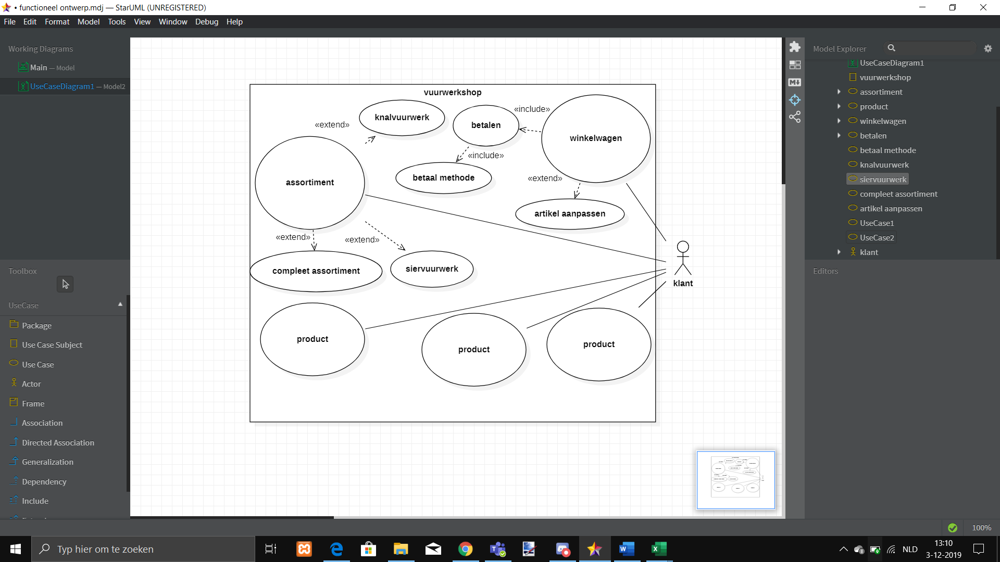 • functioneel ontwerp.mdj — StarUML (UNREGISTERED)
File Edit Format Model Tools View Window Debug Help
Working Diagrams
Main — Model
UseCaseDiagram1 — Model2
Toolbox
UseCase
Package
Use Case Subject
Use Case
Actor
Frame
Association
Directed Association
Generalization
Dependency
Include
vuurwerkshop
knalvuurwerk
betalen
«include»
winkelwagen
«extend»
«include»
assortiment
betaal methode
«extend»
artikel aanpassen
«extend»
«extend»
compleet assortiment
siervuurwerk
klant
product
product
product
M
Model Explorer
UseCaseDiagram1
vuurwerkshop
assortiment
product
winkelwagen
betalen
betaal methode
knalvuurwerk
siervuurwerk
compleet assortiment
artikel aanpassen
UseCase1
UseCase2
klant
Editors
100%
Typ hier om te zoeken
NLD
13:10
3-12-2019